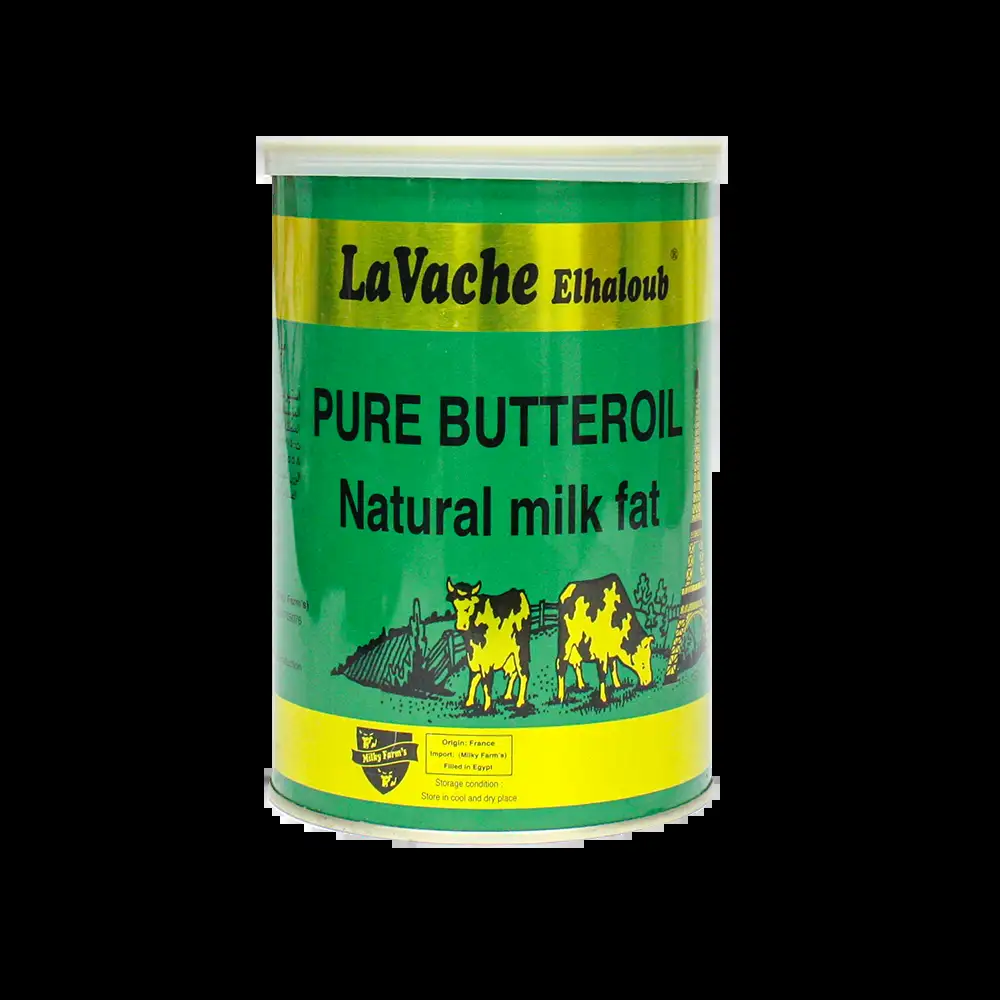 LaVache Elhaloub ®
PURE BUTTEROIL
Natural milk fat
Milky Farm's
Origin: France
Import: (Milky Farm's)
Filled in Egypt
Storage condition :
Store in cool and dry place